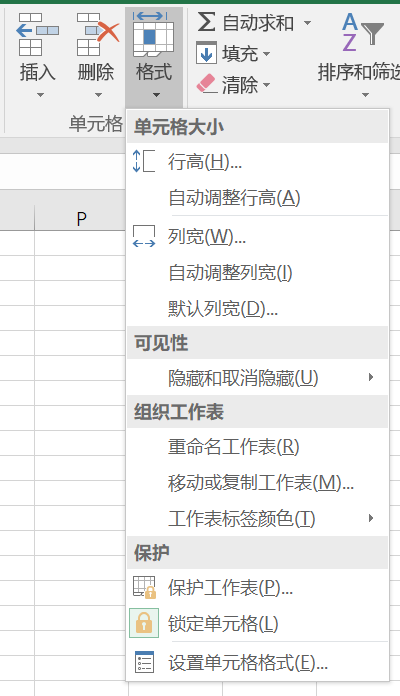 插入
删除
格式
自动求和
填充
清除
A
Z
排序和筛选
单元格
P
单元格大小
行高(H)...
自动调整行高(A)
列宽(W)...
自动调整列宽(I)
默认列宽(D)...
可见性
隐藏和取消隐藏(U)
组织工作表
重命名工作表(R)
移动或复制工作表(M)...
工作表标签颜色(T)
保护
保护工作表(P)...
锁定单元格(L)
设置单元格格式(E)...